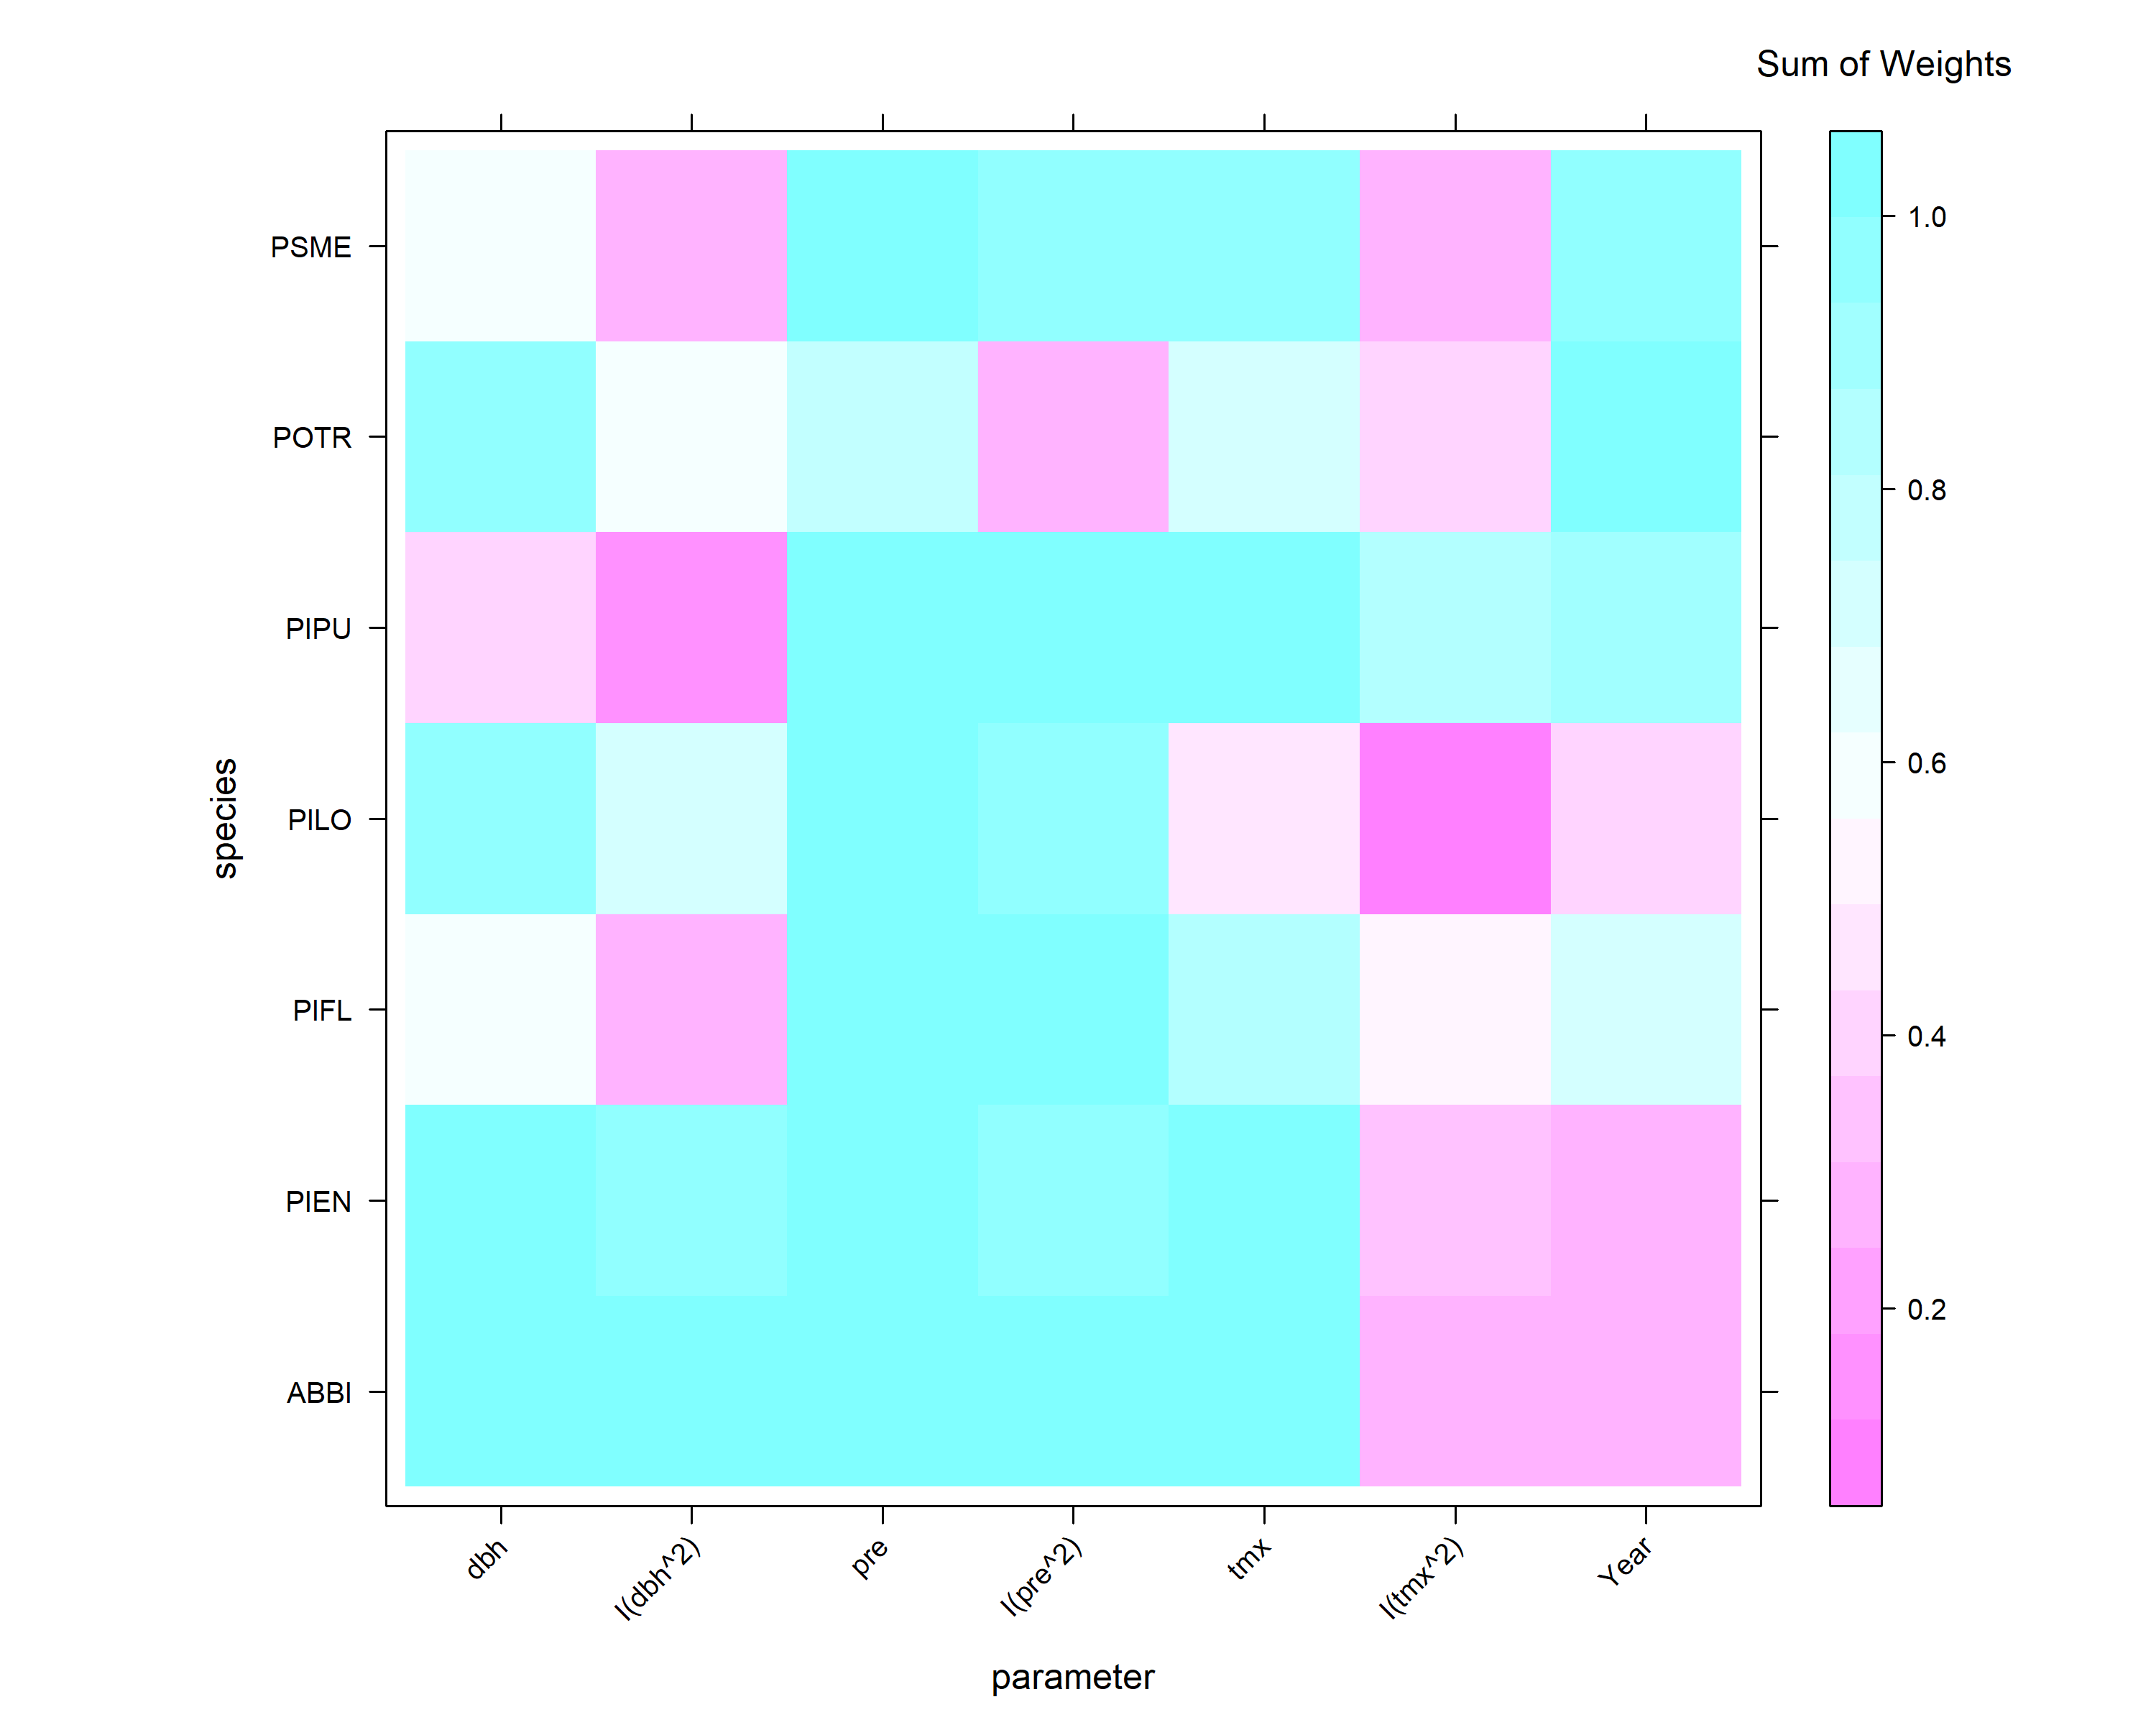 Sum of Weights
PSME
POTR
PIPU
PILO
PIFL
PIEN
ABBI
species
1.0
0.8
0.6
0.4
0.2
dbh
I(dbh^2)
pre
I(pre^2)
tmx
I(tmx^2)
Year
parameter